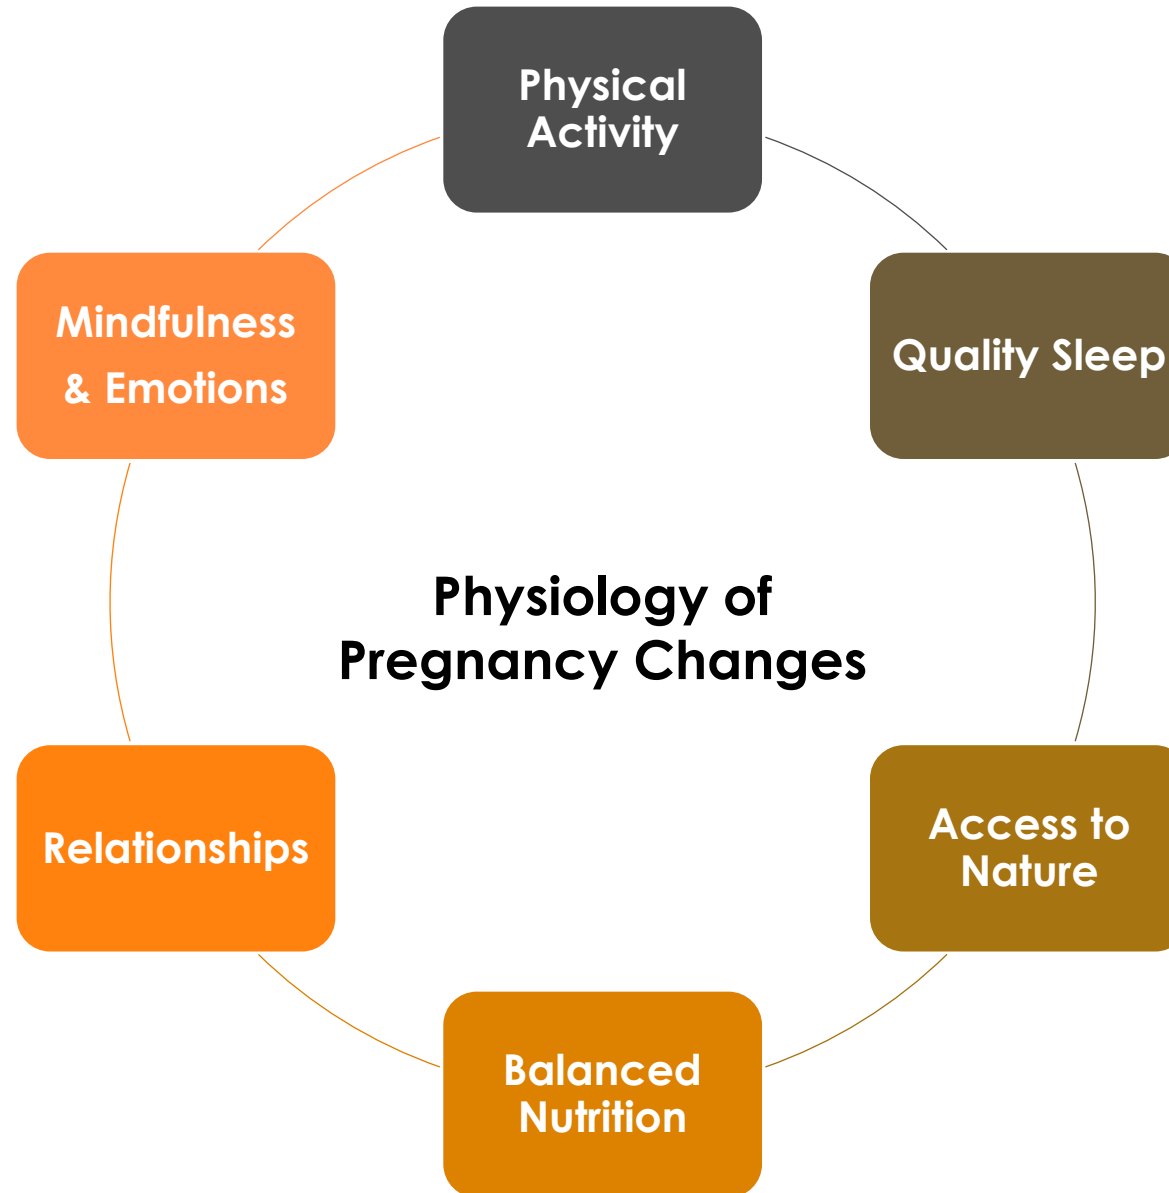 Physical
Activity
Mindfulness
& Emotions
Quality Sleep
Physiology of
Pregnancy Changes
Relationships
Access to
Nature
Balanced
Nutrition